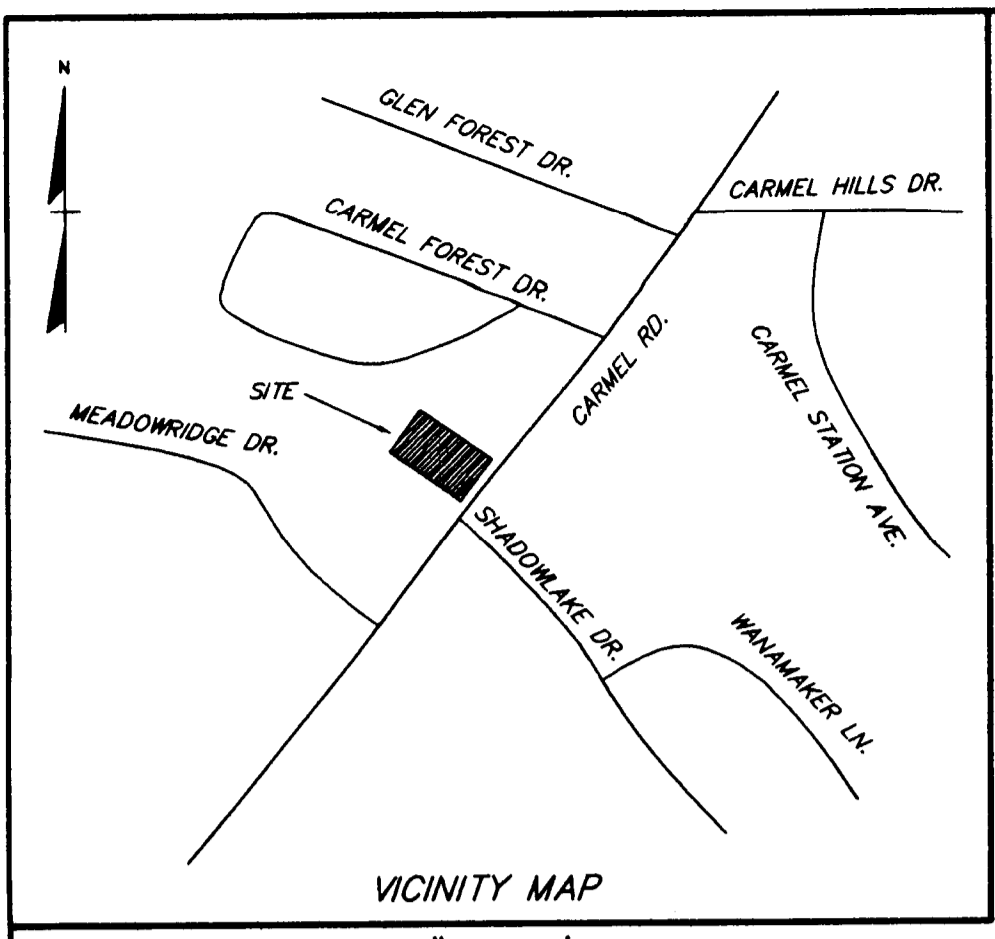 N
GLEN FOREST DR.
CARMEL HILLS DR.
CARMEL FOREST DR.
CARMEL RD.
CARMEL STATION AVE.
SITE
MEADOWRIDGE DR.
SHADOWLAKE DR.
WANAMAKER LN.
VICINITY MAP